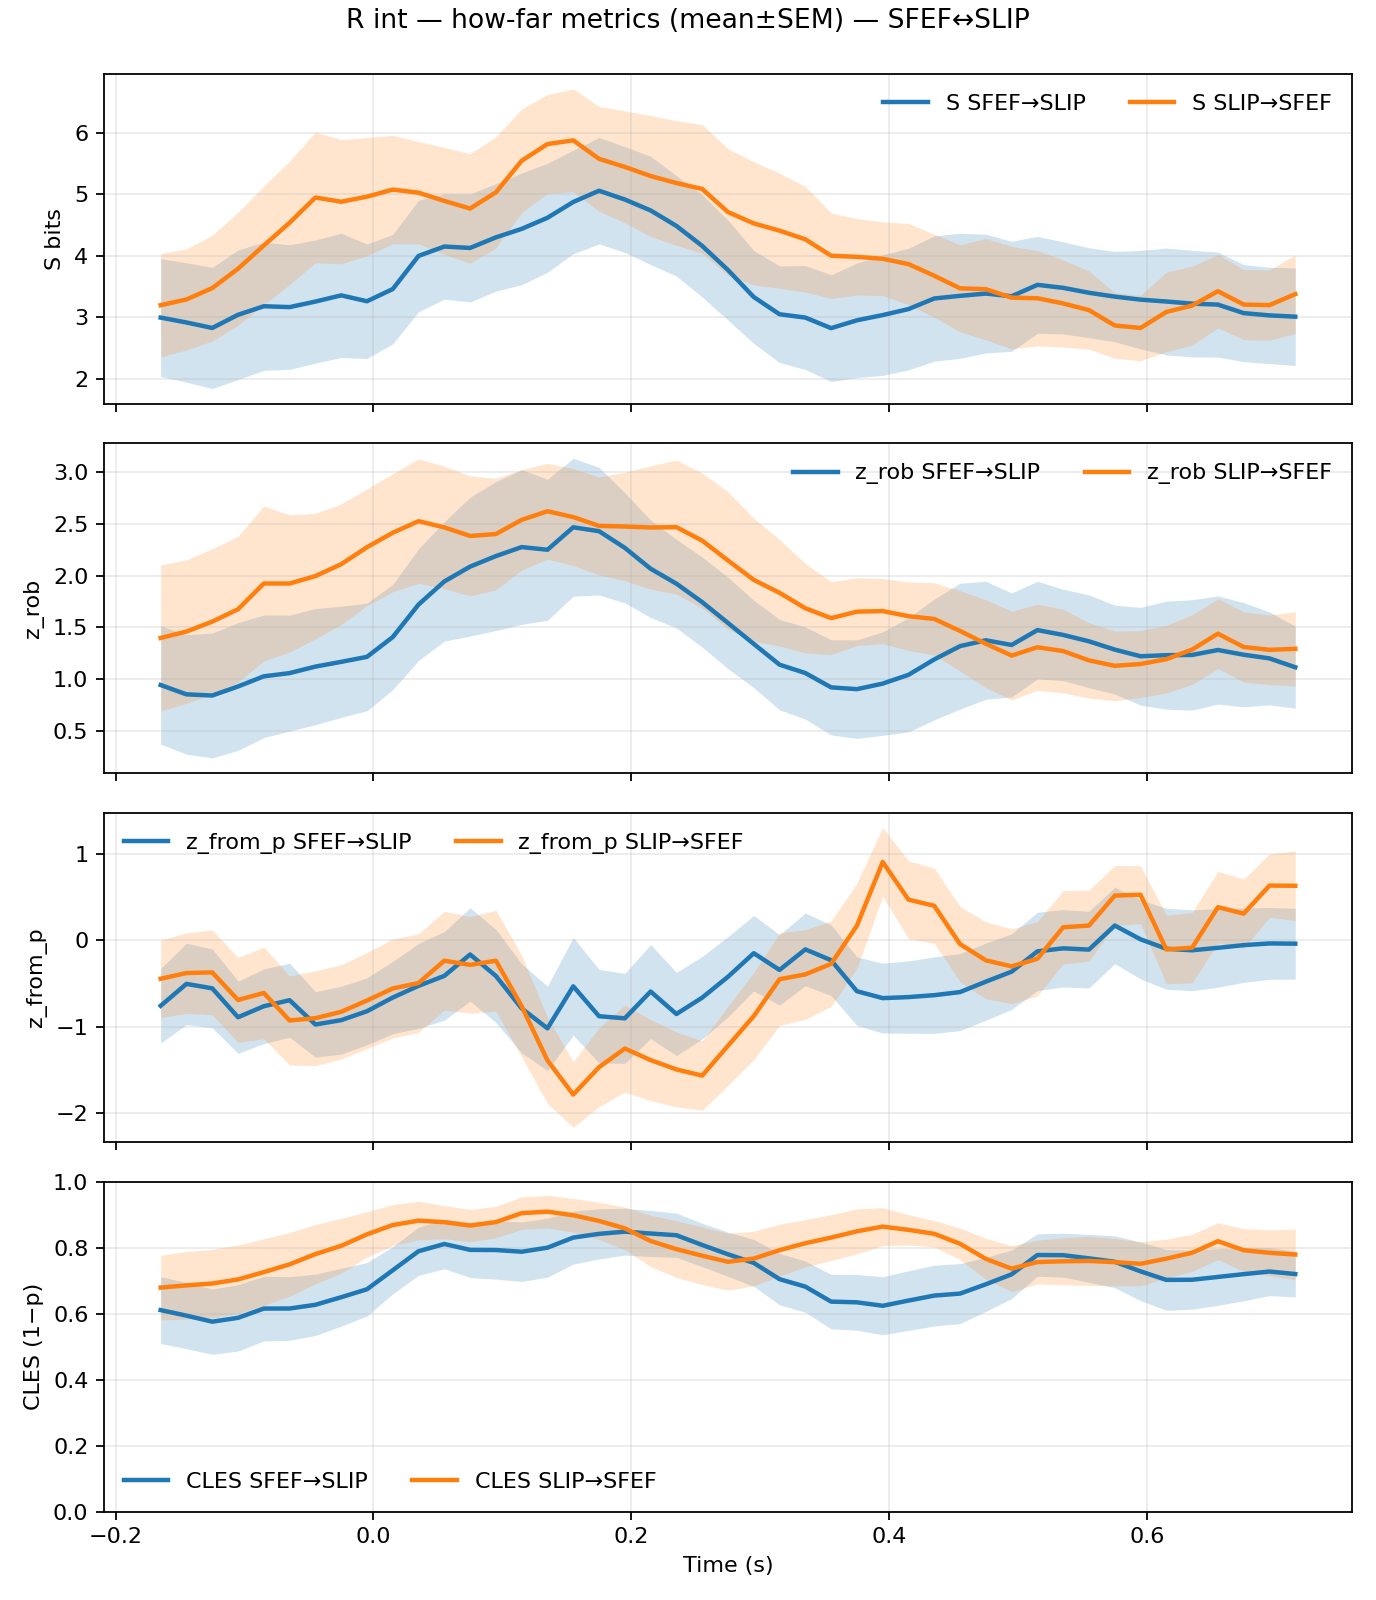 R int — how-far metrics (mean±SEM) — SFEF↔SLIP
S SFEF→SLIP S SLIP→SFEF
6
5
4
3
2
S bits
z_rob SFEF→SLIP z_rob SLIP→SFEF
3.0
2.5
2.0
1.5
1.0
0.5
z_rob
z_from_p SFEF→SLIP z_from_p SLIP→SFEF
1
0
−1
−2
z_from_p
1.0
0.8
0.6
0.4
0.2
0.0
CLES (1−p)
CLES SFEF→SLIP CLES SLIP→SFEF
−0.2 0.0 0.2 0.4 0.6
Time (s)